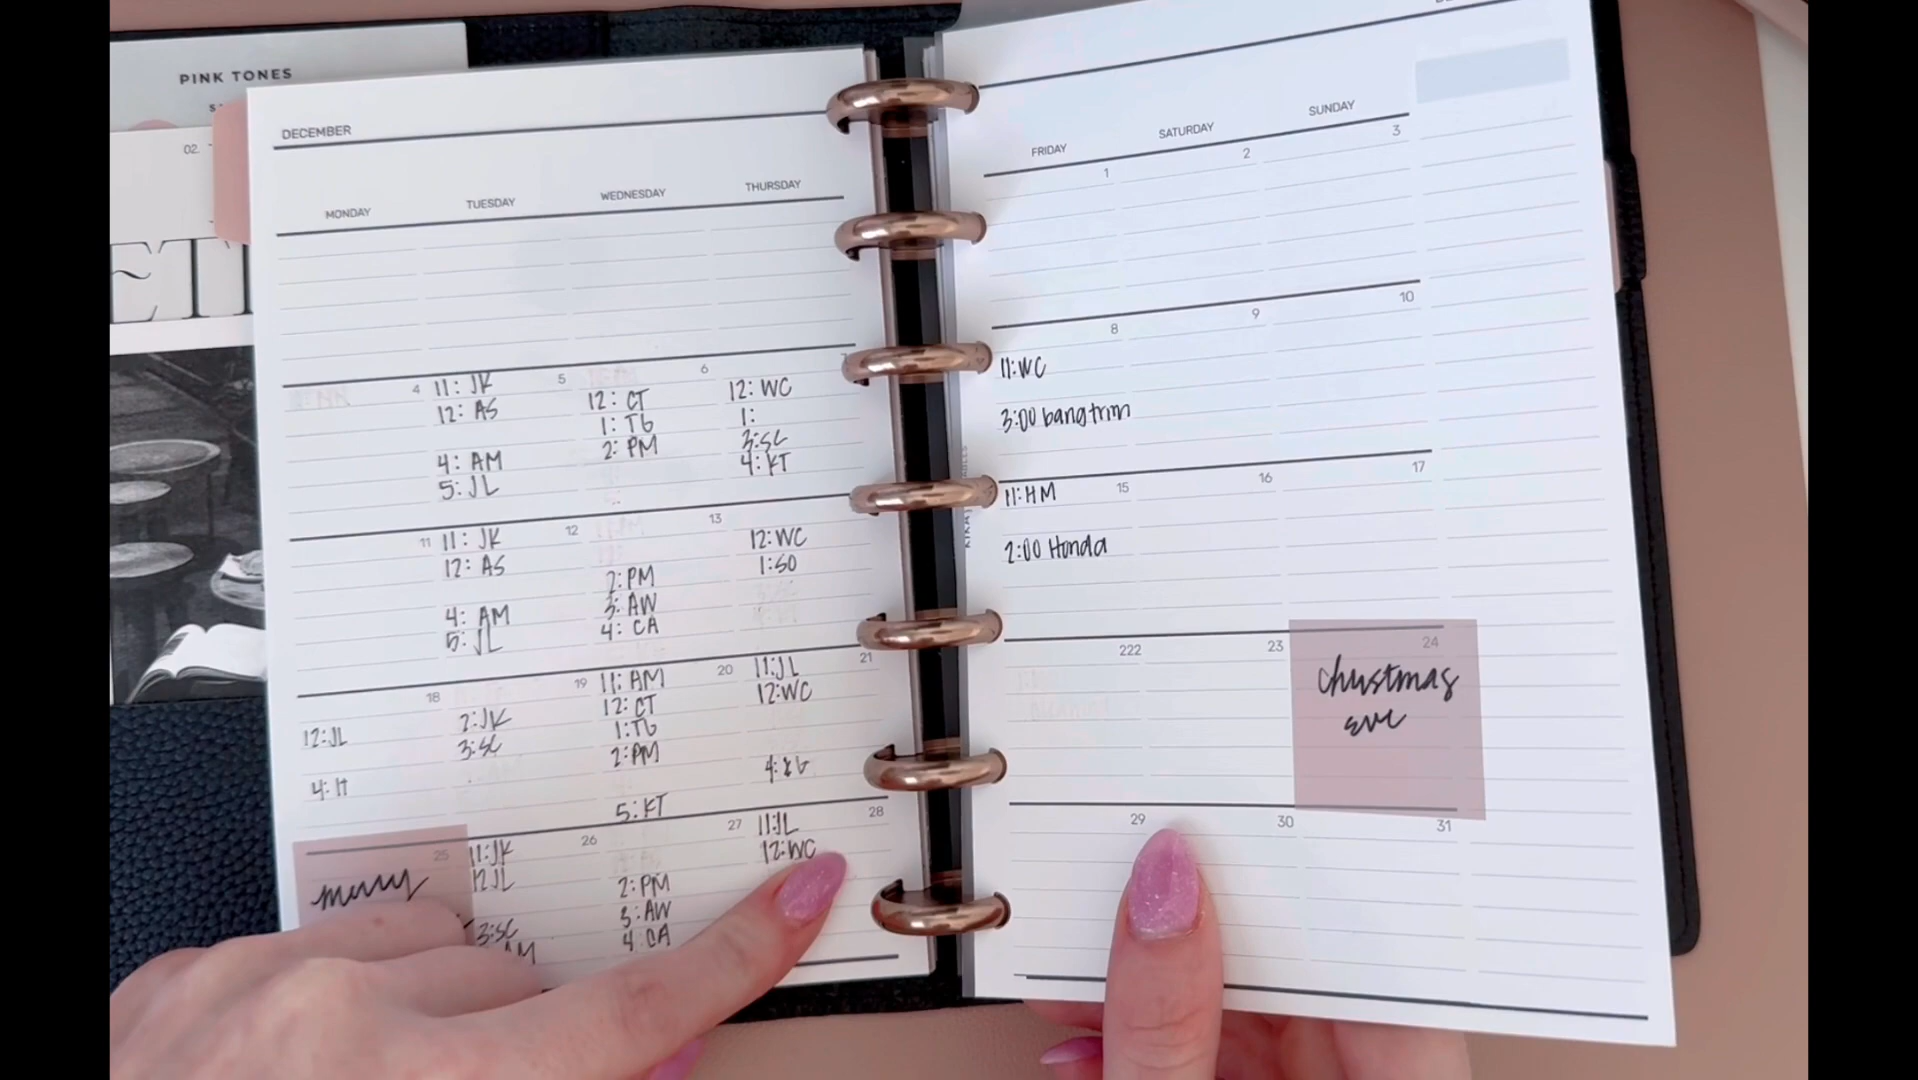 PINK TONES
02.
DECEMBER
MONDAY TUESDAY WEDNESDAY THURSDAY
4
11: JK
12: AS
4: AM
5: JL
5
12: CT
1: TG
2: PM
6
12: WC
1:
3:SC
4: KT
7
11
11: JK
12: AS
4: AM
5: JL
12
2: PM
3: AW
4: CA
13
12: WC
1:SO
18
12:JL
4: H
19
2:JK
3:SC
20
11: AM
12: CT
1:TG
2:PM
5:KT
21
11:JL
12:WC
25
merry
26
11:JK
12JL
3:SC
27
2: PM
3: AW
4: CA
28
11:JL
12:WC
FRIDAY SATURDAY SUNDAY
1 2 3
8 9 10
11:WC
3:00 bang trim
15 16 17
11:HM
2:00 Honda
222 23 24
christmas
eve
29 30 31